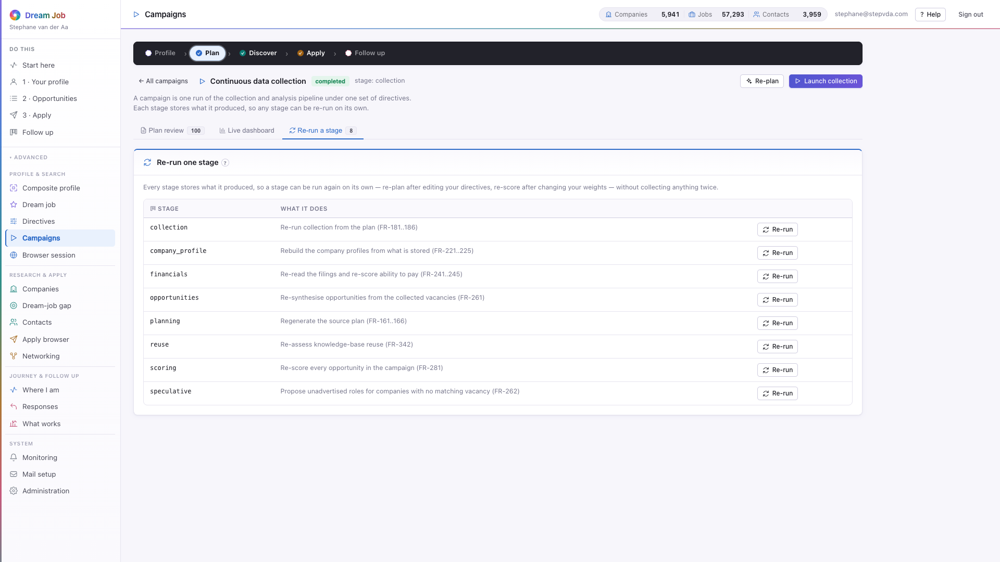 Dream Job
Stephane van der Aa
DO THIS
Start here
1 · Your profile
2 · Opportunities
3 · Apply
Follow up
ADVANCED
PROFILE & SEARCH
Composite profile
Dream job
Directives
Campaigns
Browser session
RESEARCH & APPLY
Companies
Dream-job gap
Contacts
Apply browser
Networking
JOURNEY & FOLLOW UP
Where I am
Responses
What works
SYSTEM
Monitoring
Mail setup
Administration
Campaigns
Companies 5,941 Jobs 57,293 Contacts 3,959 stephane@stepvda.com ? Help Sign out
Profile › Plan › Discover › Apply › Follow up
← All campaigns Continuous data collection completed stage: collection Re-plan Launch collection
A campaign is one run of the collection and analysis pipeline under one set of directives.
Each stage stores what it produced, so any stage can be re-run on its own.
Plan review 100 Live dashboard Re-run a stage 8
Re-run one stage ?
Every stage stores what it produced, so a stage can be run again on its own — re-plan after editing your directives, re-score after changing your weights — without collecting anything twice.
STAGE WHAT IT DOES
collection Re-run collection from the plan (FR-181..186) Re-run
company_profile Rebuild the company profiles from what is stored (FR-221..225) Re-run
financials Re-read the filings and re-score ability to pay (FR-241..245) Re-run
opportunities Re-synthesise opportunities from the collected vacancies (FR-261) Re-run
planning Regenerate the source plan (FR-161..166) Re-run
reuse Re-assess knowledge-base reuse (FR-342) Re-run
scoring Re-score every opportunity in the campaign (FR-281) Re-run
speculative Propose unadvertised roles for companies with no matching vacancy (FR-262) Re-run